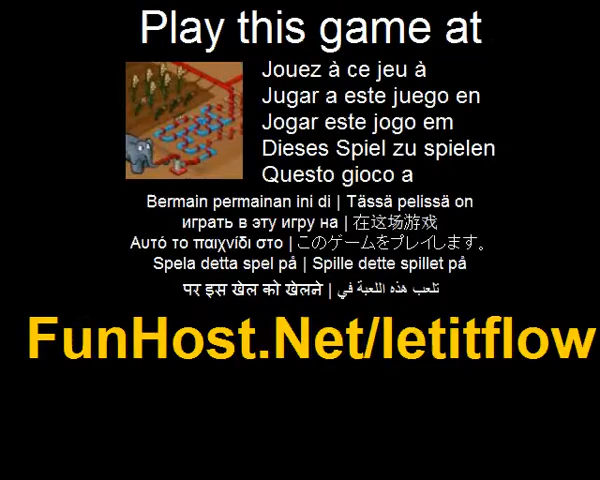 Play this game at
Jouez à ce jeu à
Jugar a este juego en
Jogar este jogo em
Dieses Spiel zu spielen
Questo gioco a
Bermain permainan ini di | Tässä pelissä on
играть в эту игру на | 在这场游戏
Αυτό το παιχνίδι στο | このゲームをプレイします。
Spela detta spel på | Spille dette spillet på
पर इस खेल को खेलने | تلعب هذه اللعبة في
FunHost.Net/letitflow